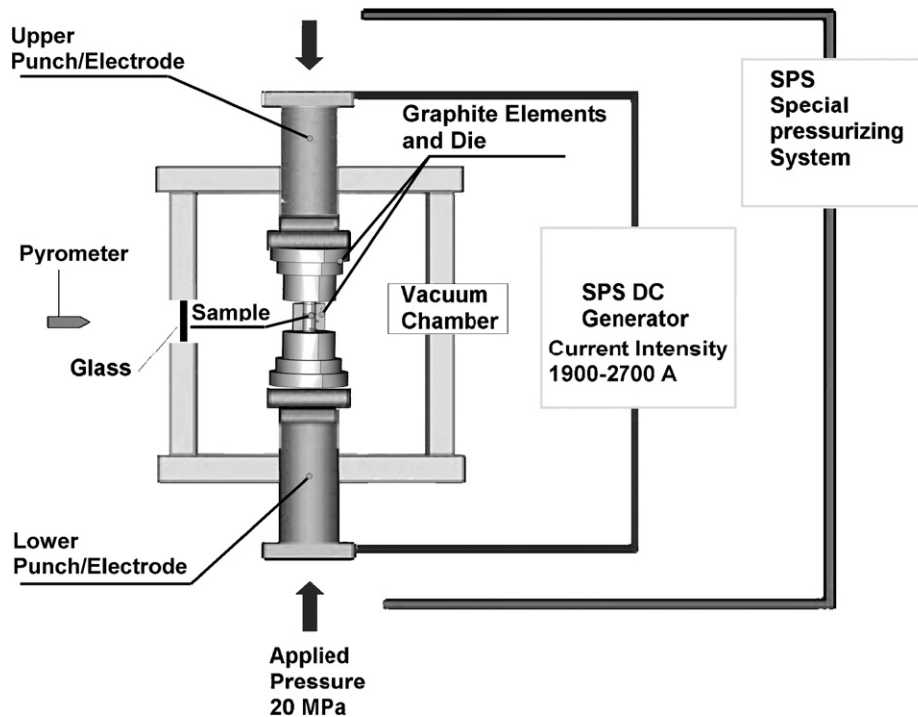 Upper
Punch/Electrode
SPS
Special
pressurizing
System
Graphite Elements
and Die
Pyrometer
Sample
Vacuum
Chamber
Glass
SPS DC
Generator
Current Intensity
1900-2700 A
Lower
Punch/Electrode
Applied
Pressure
20 MPa